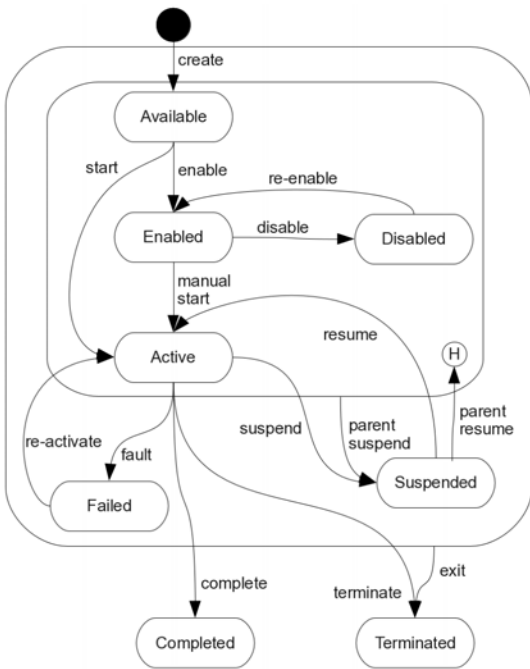 create
Available
start
enable
re-enable
Enabled
disable
Disabled
manual
start
resume
H
Active
parent
resume
suspend
parent
suspend
re-activate
fault
Suspended
Failed
complete
terminate
exit
Completed
Terminated